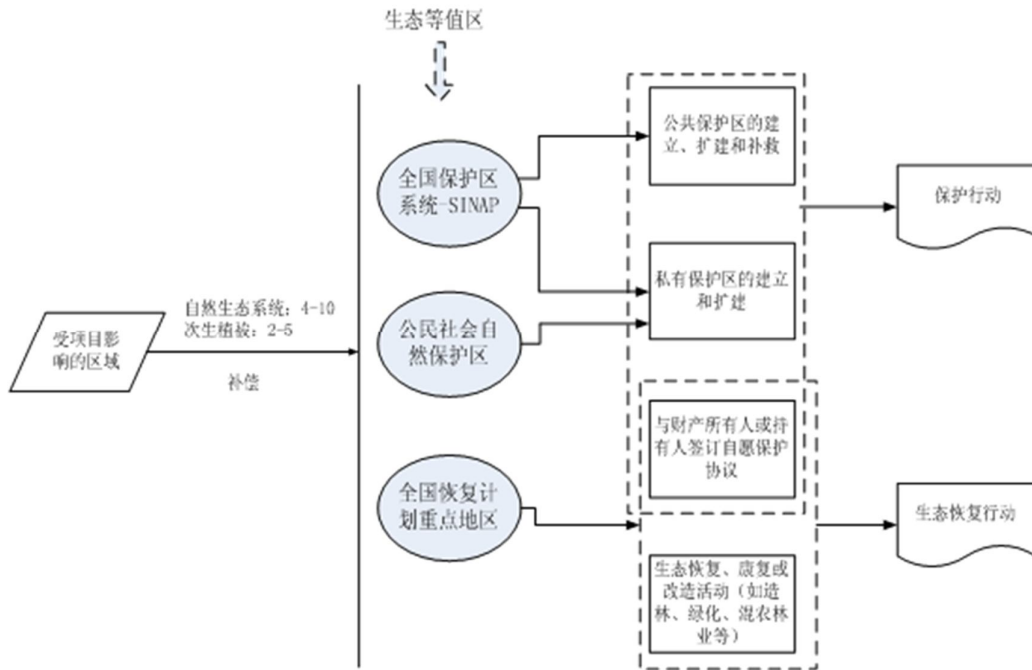 生态等值区
全国保护区
系统-SINAP
公民社会自
然保护区
全国恢复计
划重点地区
受项目影
响的区域
自然生态系统：4-10
次生植被：2-5
补偿
公共保护区的建
立、扩建和补救
私有保护区的建立
和扩建
与财产所有人或持
有人签订自愿保护
协议
生态恢复、康复或
改造活动（如造
林、绿化、混农林
业等）
保护行动
生态恢复行动